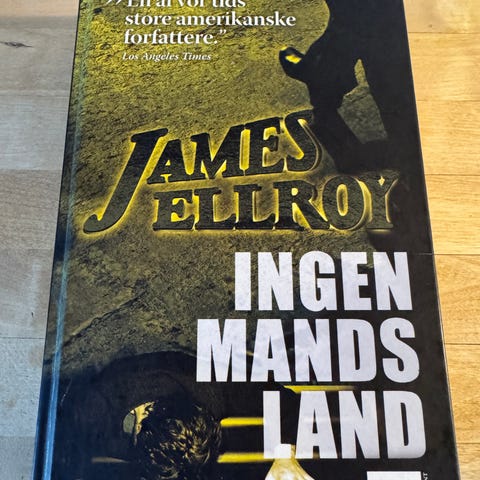 ”En af vor tids
store amerikanske
forfattere.”
Los Angeles Times
JAMES
ELLROY
INGEN
MANDS
LAND